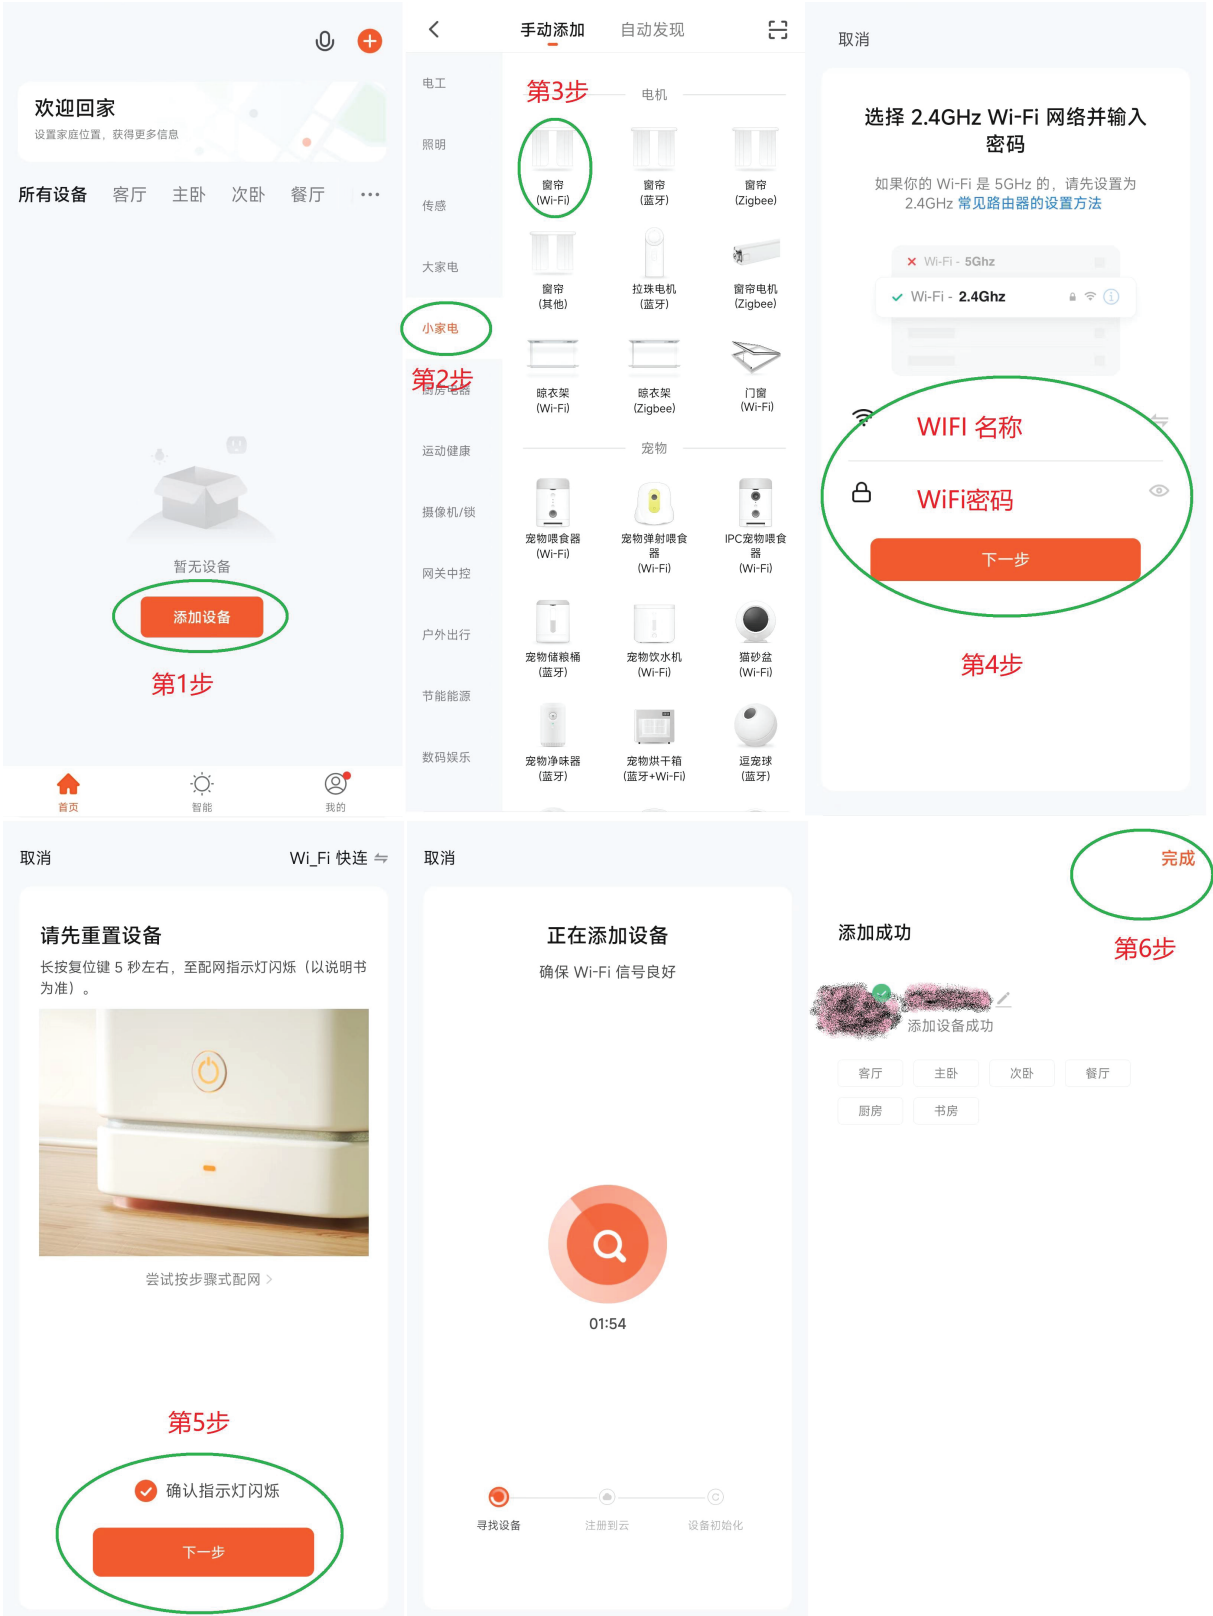 欢迎回家
设置家庭位置，获得更多信息
所有设备 客厅 主卧 次卧 餐厅 ···
暂无设备
添加设备
第1步
首页 智能 我的
手动添加 自动发现
电工
照明
传感
大家电
小家电
第2步
厨房电器
运动健康
摄像机/锁
网关中控
户外出行
节能能源
数码娱乐
第3步
电机
窗帘
(Wi-Fi)
窗帘
(蓝牙)
窗帘
(Zigbee)
窗帘
(其他)
拉珠电机
(蓝牙)
窗帘电机
(Zigbee)
晾衣架
(Wi-Fi)
晾衣架
(Zigbee)
门窗
(Wi-Fi)
宠物
宠物喂食器
(Wi-Fi)
宠物弹射喂食
器
(Wi-Fi)
IPC宠物喂食
器
(Wi-Fi)
宠物储粮桶
(蓝牙)
宠物饮水机
(Wi-Fi)
猫砂盆
(Wi-Fi)
宠物净味器
(蓝牙)
宠物烘干箱
(蓝牙+Wi-Fi)
逗宠球
(蓝牙)
取消
选择 2.4GHz Wi-Fi 网络并输入
密码
如果你的 Wi-Fi 是 5GHz 的，请先设置为
2.4GHz 常见路由器的设置方法
Wi-Fi - 5Ghz
Wi-Fi - 2.4Ghz
WIFI 名称
WiFi密码
下一步
第4步
取消 Wi_Fi 快连
请先重置设备
长按复位键 5 秒左右，至配网指示灯闪烁（以说明书
为准）。
尝试按步骤式配网 >
第5步
确认指示灯闪烁
下一步
取消
正在添加设备
确保 Wi-Fi 信号良好
01:54
寻找设备 注册到云 设备初始化
完成
第6步
添加成功
添加设备成功
客厅 主卧 次卧 餐厅
厨房 书房